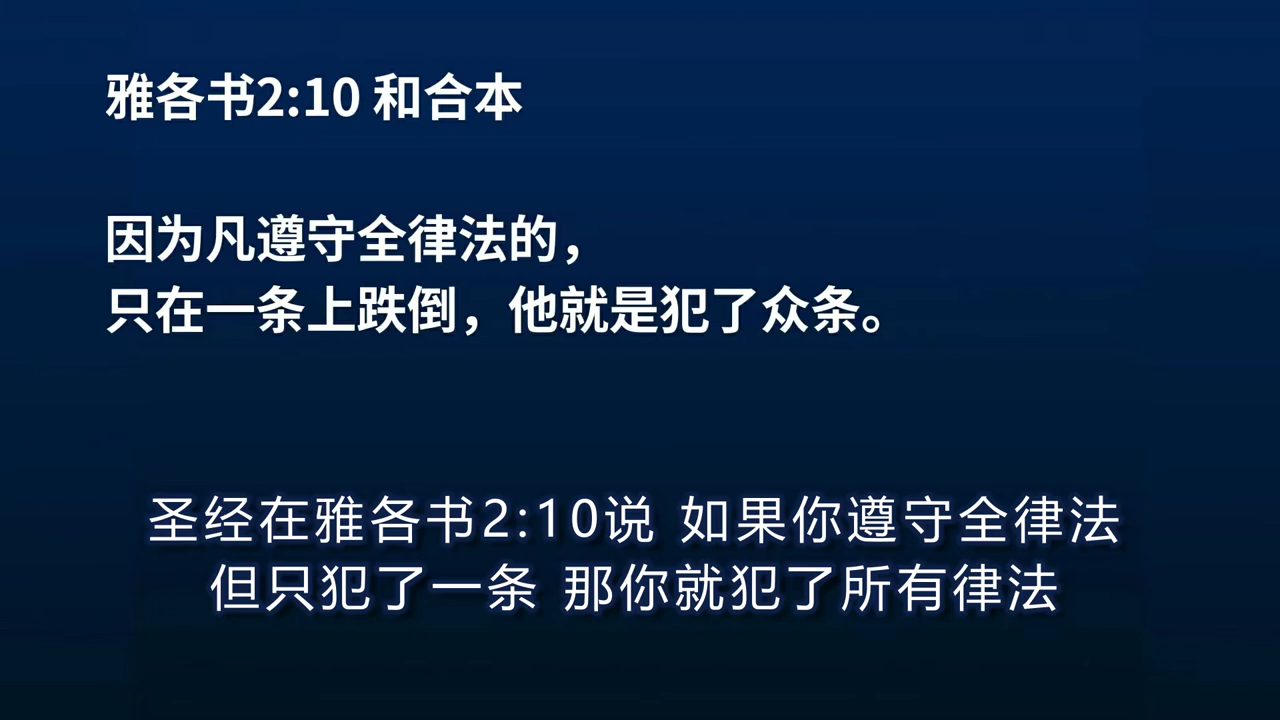 雅各书2:10 和合本
因为凡遵守全律法的，
只在一条上跌倒，他就是犯了众条。
圣经在雅各书2:10说 如果你遵守全律法
但只犯了一条 那你就犯了所有律法